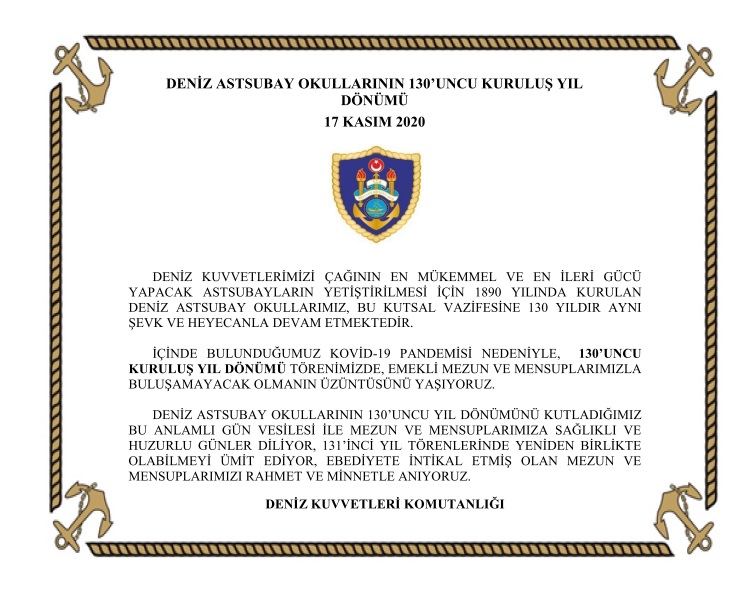 DENİZ ASTSUBAY OKULLARININ 130’UNCU KURULUŞ YIL
DÖNÜMÜ
17 KASIM 2020
DENİZ KUVVETLERİMİZİ ÇAĞININ EN MÜKEMMEL VE EN İLERİ GÜCÜ
YAPACAK ASTSUBAYLARIN YETİŞTİRİLMESİ İÇİN 1890 YILINDA KURULAN
DENİZ ASTSUBAY OKULLARIMIZ, BU KUTSAL VAZİFESİNE 130 YILDIR AYNI
ŞEVK VE HEYECANLA DEVAM ETMEKTEDİR.
İÇİNDE BULUNDUĞUMUZ KOVİD-19 PANDEMİSİ NEDENİYLE, 130’UNCU
KURULUŞ YIL DÖNÜMÜ TÖRENİMİZDE, EMEKLİ MEZUN VE MENSUPLARIMIZLA
BULUŞAMAYACAK OLMANIN ÜZÜNTÜSÜNÜ YAŞIYORUZ.
DENİZ ASTSUBAY OKULLARININ 130’UNCU YIL DÖNÜMÜNÜ KUTLADIĞIMIZ
BU ANLAMLI GÜN VESİLESİ İLE MEZUN VE MENSUPLARIMIZA SAĞLIKLI VE
HUZURLU GÜNLER DİLİYOR, 131’İNCİ YIL TÖRENLERİNDE YENİDEN BİRLİKTE
OLABİLMEYİ ÜMİT EDİYOR, EBEDİYETE İNTİKAL ETMİŞ OLAN MEZUN VE
MENSUPLARIMIZI RAHMET VE MİNNETLE ANIYORUZ.
DENİZ KUVVETLERİ KOMUTANLIĞI